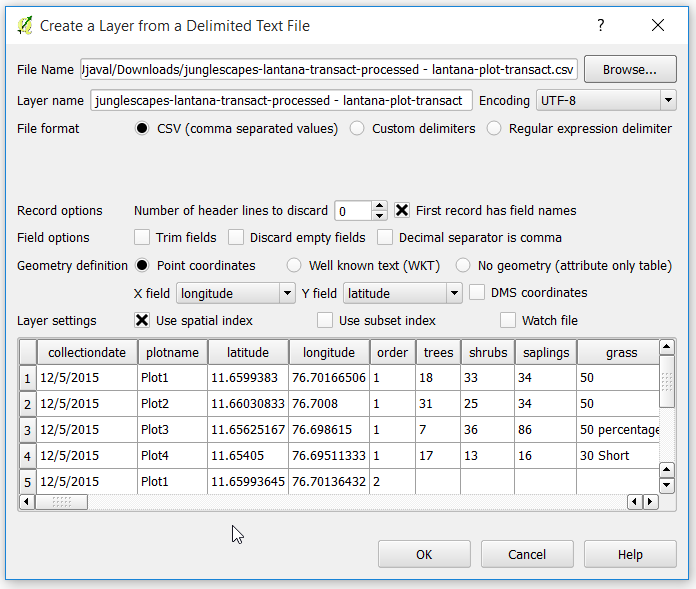 Create a Layer from a Delimited Text File ?
File Name Jjaval/Downloads/junglescapes-lantana-transact-processed - lantana-plot-transact.csv Browse...
Layer name junglescapes-lantana-transact-processed - lantana-plot-transact Encoding UTF-8
File format CSV (comma separated values) Custom delimiters Regular expression delimiter
Record options Number of header lines to discard 0 First record has field names
Field options Trim fields Discard empty fields Decimal separator is comma
Geometry definition Point coordinates Well known text (WKT) No geometry (attribute only table)
X field longitude Y field latitude DMS coordinates
Layer settings Use spatial index Use subset index Watch file
collectiondate plotname latitude longitude order trees shrubs saplings grass
1 12/5/2015 Plot1 11.6599383 76.70166506 1 18 33 34 50
2 12/5/2015 Plot2 11.66030833 76.7008 1 31 25 34 50
3 12/5/2015 Plot3 11.65625167 76.698615 1 7 36 86 50 percentage
4 12/5/2015 Plot4 11.65405 76.69511333 1 17 13 16 30 Short
5 12/5/2015 Plot1 11.65993645 76.70136432 2
OK Cancel Help